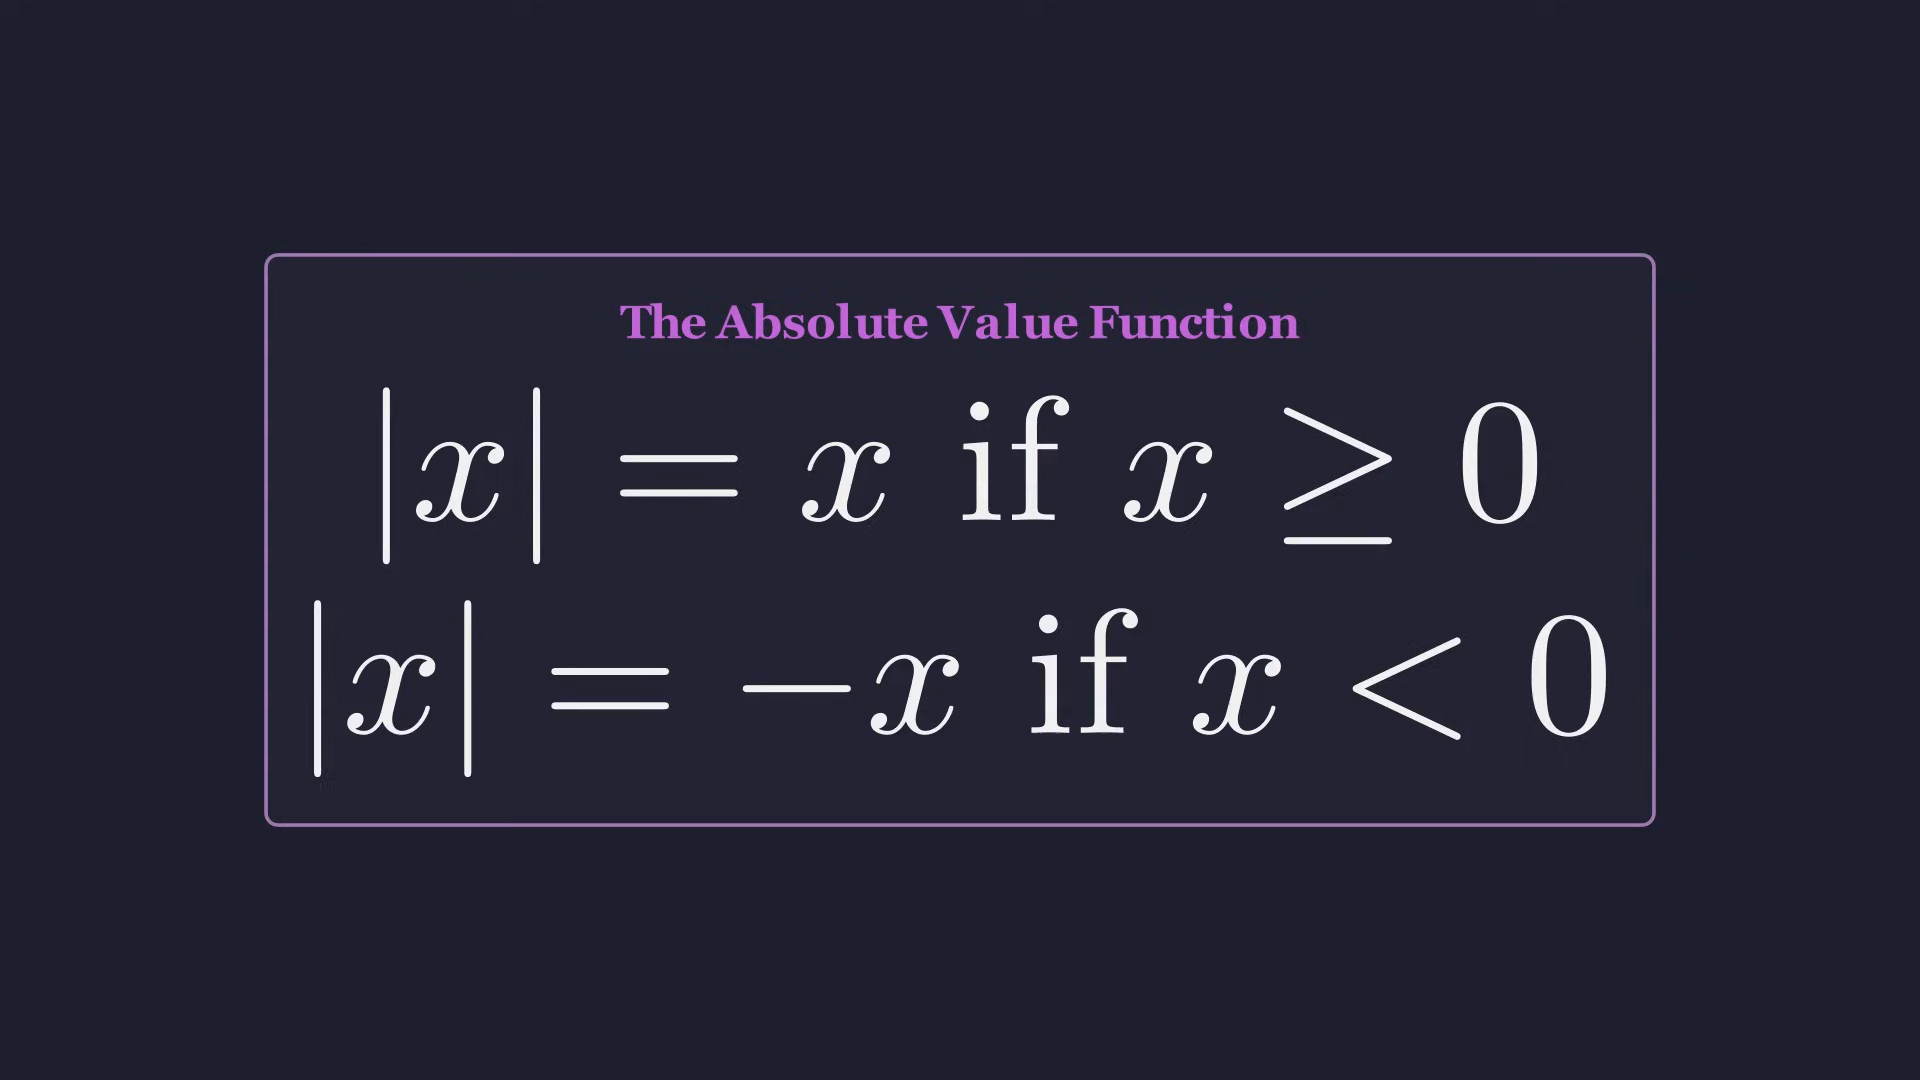 The Absolute Value Function
|x| = x if x ≥ 0
|x| = −x if x < 0